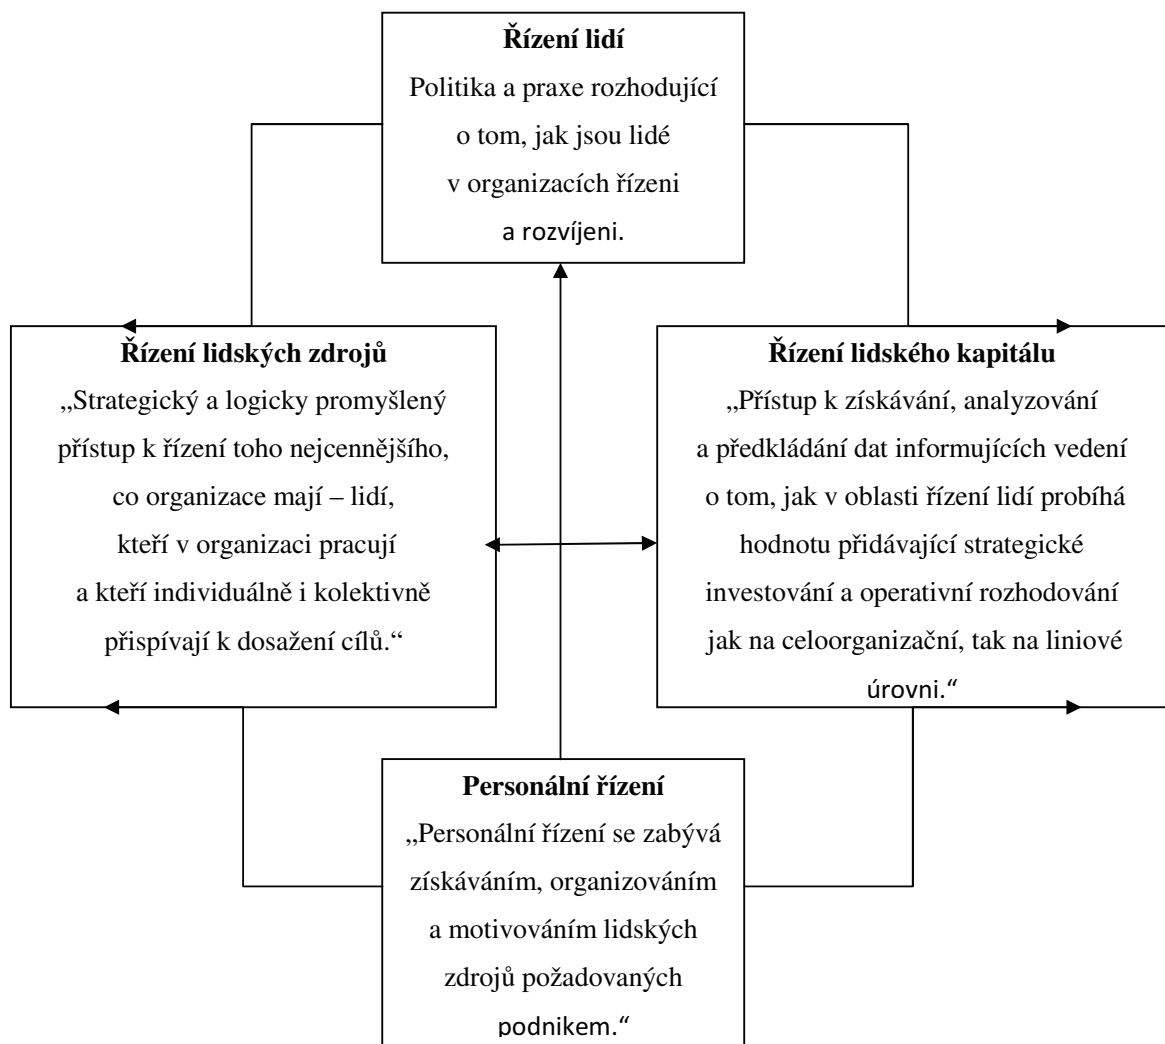 Řízení lidí
Politika a praxe rozhodující
o tom, jak jsou lidé
v organizacích řízeni
a rozvíjeni.
Řízení lidských zdrojů
„Strategický a logicky promyšlený
přístup k řízení toho nejcennějšího,
co organizace mají – lidí,
kteří v organizaci pracují
a kteří individuálně i kolektivně
přispívají k dosažení cílů.“
Řízení lidského kapitálu
„Přístup k získávání, analyzování
a předkládání dat informujících vedení
o tom, jak v oblasti řízení lidí probíhá
hodnotu přidávající strategické
investování a operativní rozhodování
jak na celoorganizační, tak na liniové
úrovni.“
Personální řízení
„Personální řízení se zabývá
získáváním, organizováním
a motivováním lidských
zdrojů požadovaných
podnikem.“